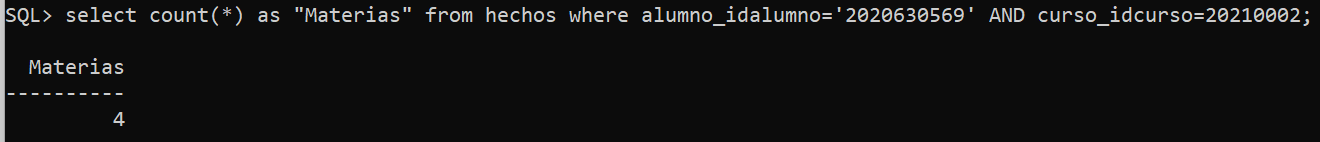 SQL> select count(*) as "Materias" from hechos where alumno_idalumno='2020630569' AND curso_idcurso=20210002;
Materias
----------
4